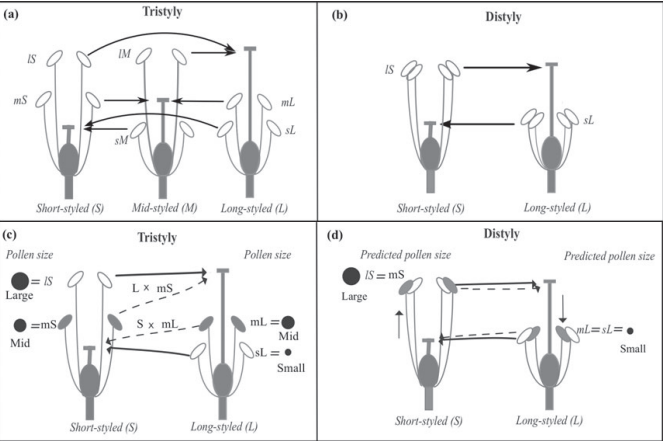 (a)
Tristyly
lS
lM
mS
mL
sM
sL
Short-styled (S)
Mid-styled (M)
Long-styled (L)
(b)
Distyly
lS
sL
Short-styled (S)
Long-styled (L)
(c)
Tristyly
Pollen size
Pollen size
= lS
Large
L x mS
=mS
Mid
S x mL
mL =
Mid
sL =
Small
Short-styled (S)
Long-styled (L)
(d)
Distyly
Predicted pollen size
Predicted pollen size
lS = mS
Large
mL = sL =
Small
Short-styled (S)
Long-styled (L)